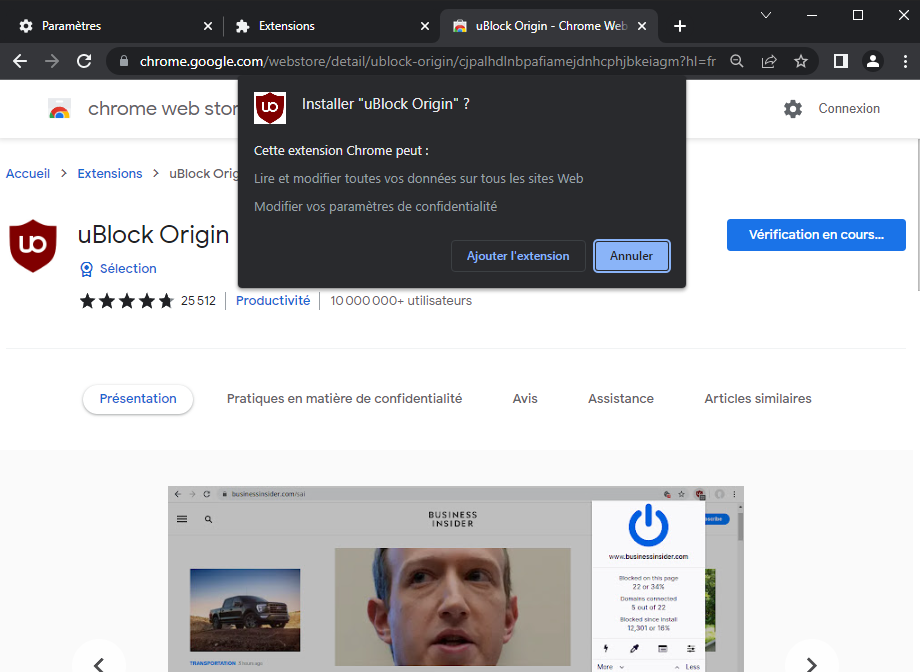 Paramètres
Extensions
uBlock Origin - Chrome Web
chrome.google.com/webstore/detail/ublock-origin/cjpalhdlnbpafiamejdnhcphjbkeiagm?hl=fr
chrome web stor
Installer "uBlock Origin" ?
Cette extension Chrome peut :
Lire et modifier toutes vos données sur tous les sites Web
Modifier vos paramètres de confidentialité
Ajouter l'extension
Annuler
Connexion
Accueil > Extensions > uBlock Orig
uBlock Origin
Vérification en cours...
Sélection
25 512
Productivité
10 000 000+ utilisateurs
Présentation
Pratiques en matière de confidentialité
Avis
Assistance
Articles similaires
businessinsider.com/sai
BUSINESS
INSIDER
www.businessinsider.com
Blocked on this page
22 or 34%
Domains connected
5 out of 22
Blocked since install
12,301 or 16%
More
Less
TRANSPORTATION